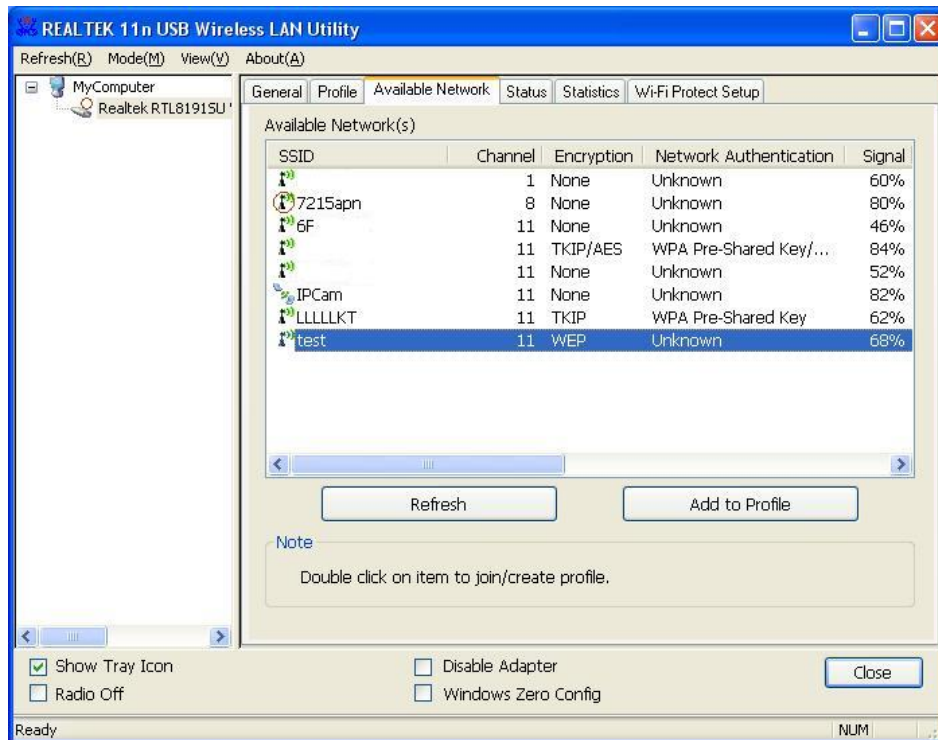 REALTEK 11n USB Wireless LAN Utility
Refresh(R) Mode(M) View(V) About(A)
MyComputer
Realtek RTL8191SU '
General Profile Available Network Status Statistics Wi-Fi Protect Setup
Available Network(s)
SSID Channel Encryption Network Authentication Signal
1 None Unknown 60%
7215apn 8 None Unknown 80%
6F 11 None Unknown 46%
11 TKIP/AES WPA Pre-Shared Key/... 84%
11 None Unknown 52%
IPCam 11 None Unknown 82%
LLLLLKT 11 TKIP WPA Pre-Shared Key 62%
test 11 WEP Unknown 68%
Refresh Add to Profile
Note
Double click on item to join/create profile.
Show Tray Icon Disable Adapter Close
Radio Off Windows Zero Config
Ready NUM